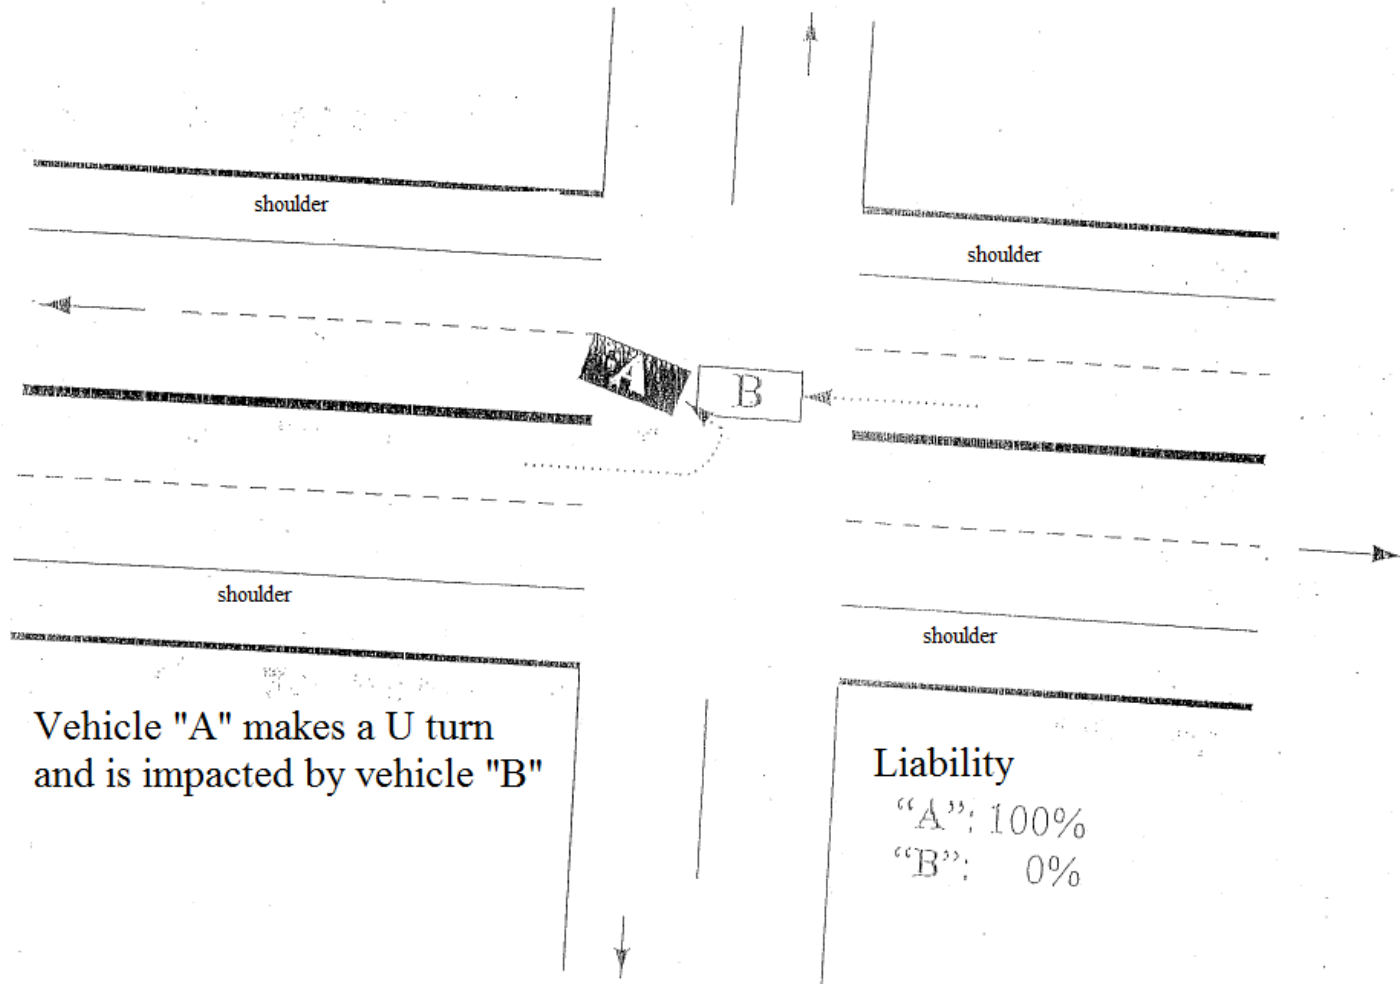 shoulder
shoulder
A
B
shoulder
shoulder
Vehicle "A" makes a U turn
and is impacted by vehicle "B"
Liability
“A”: 100%
“B”: 0%